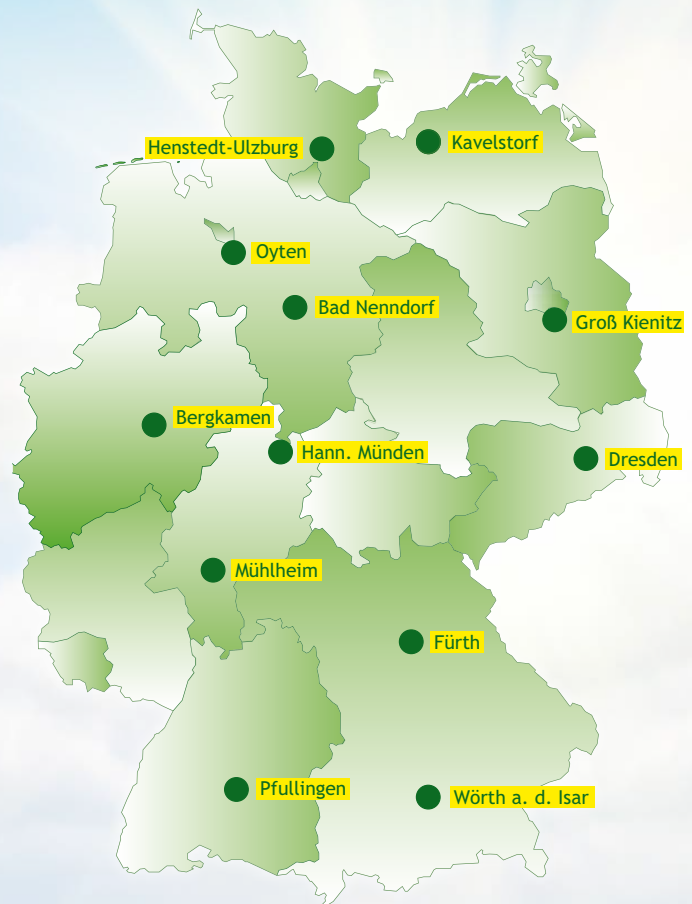 Henstedt-Ulzburg
Kavelstorf
Oyten
Bad Nenndorf
Groß Kienitz
Bergkamen
Hann. Münden
Dresden
Mühlheim
Fürth
Pfullingen
Wörth a. d. Isar